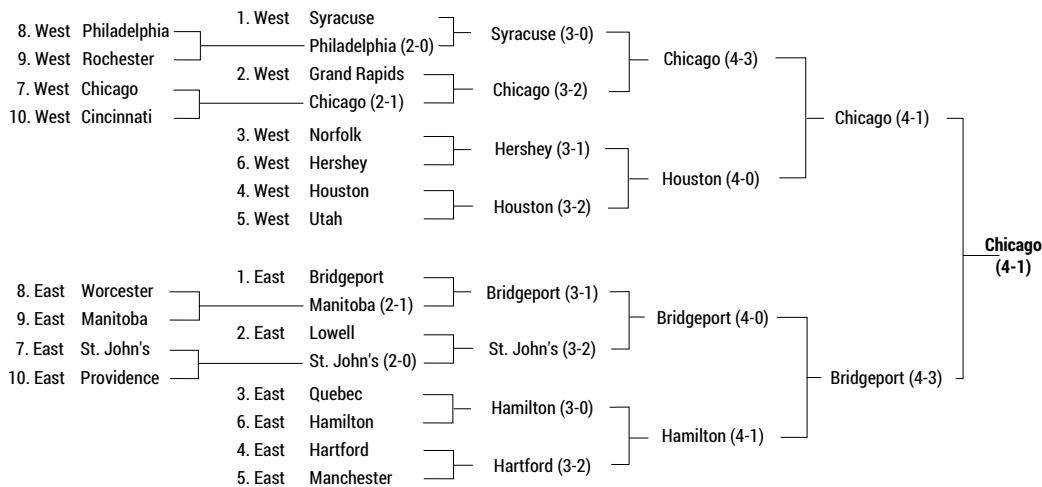 8. West Philadelphia
9. West Rochester
7. West Chicago
10. West Cincinnati
1. West Syracuse
Philadelphia (2-0)
2. West Grand Rapids
Chicago (2-1)
3. West Norfolk
6. West Hershey
4. West Houston
5. West Utah
Syracuse (3-0)
Chicago (3-2)
Hershey (3-1)
Houston (3-2)
Chicago (4-3)
Houston (4-0)
Chicago (4-1)
8. East Worcester
9. East Manitoba
7. East St. John's
10. East Providence
1. East Bridgeport
Manitoba (2-1)
2. East Lowell
St. John's (2-0)
3. East Quebec
6. East Hamilton
4. East Hartford
5. East Manchester
Bridgeport (3-1)
St. John's (3-2)
Hamilton (3-0)
Hartford (3-2)
Bridgeport (4-0)
Hamilton (4-1)
Bridgeport (4-3)
Chicago
(4-1)